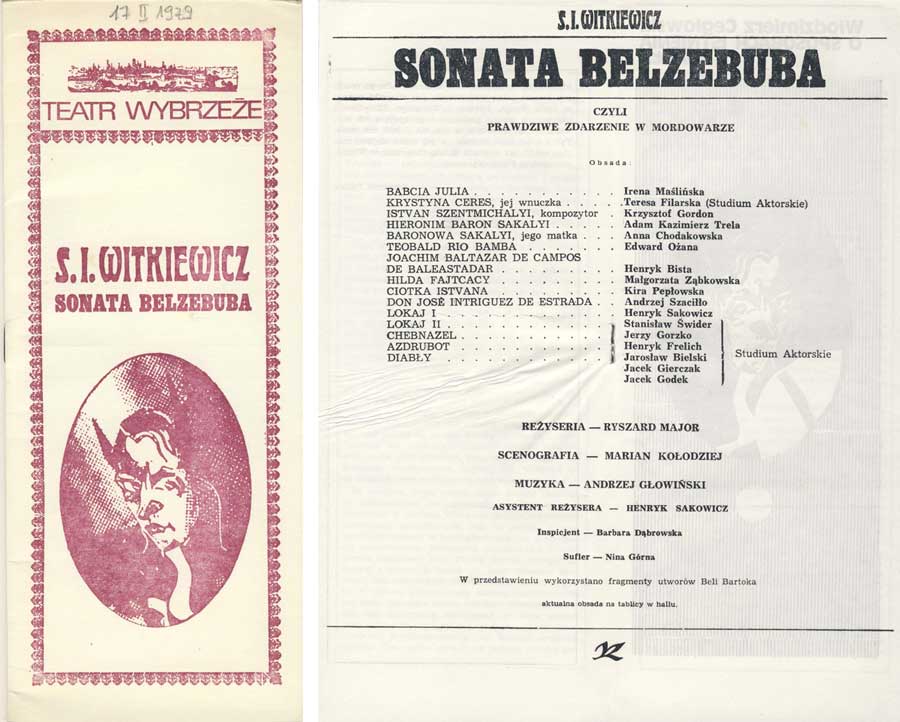 17 II 1979
TEATR WYBRZEŻE
S.I. WITKIEWICZ
SONATA BELZEBUBA
S.I. WITKIEWICZ
SONATA BELZEBUBA
CZYLI
PRAWDZIWE ZDARZENIE W MORDOWARZE
Obsada:
BABCIA JULIA . . . . . . . . . . . Irena Maślińska
KRYSTYNA CERES, jej wnuczka . . . . . Teresa Filarska (Studium Aktorskie)
ISTVAN SZENTMICHALYI, kompozytor . Krzysztof Gordon
HIERONIM BARON SAKALYI . . . . . Adam Kazimierz Trela
BARONOWA SAKALYI, jego matka . . . Anna Chodakowska
TEOBALD RIO BAMBA . . . . . . . . Edward Ożana
JOACHIM BALTAZAR DE CAMPOS
DE BALEASTADAR . . . . . . . . . Henryk Bista
HILDA FAJTCACY . . . . . . . . . . Małgorzata Ząbkowska
CIOTKA ISTVANA . . . . . . . . . . Kira Pepłowska
DON JOSÉ INTRIGUEZ DE ESTRADA . . Andrzej Szaciłło
LOKAJ I . . . . . . . . . . . . . . Henryk Sakowicz
LOKAJ II . . . . . . . . . . . . . Stanisław Świder
CHEBNAZEL . . . . . . . . . . . . Jerzy Gorzko
AZDRUBOT . . . . . . . . . . . . Henryk Frelich
DIABŁY . . . . . . . . . . . . . Jarosław Bielski
Studium Aktorskie
Jacek Gierczak
Jacek Godek
REŻYSERIA — RYSZARD MAJOR
SCENOGRAFIA — MARIAN KOŁODZIEJ
MUZYKA — ANDRZEJ GŁOWIŃSKI
ASYSTENT REŻYSERA — HENRYK SAKOWICZ
Inspicjent — Barbara Dąbrowska
Sufler — Nina Górna
W przedstawieniu wykorzystano fragmenty utworów Beli Bartoka
aktualna obsada na tablicy w hallu.